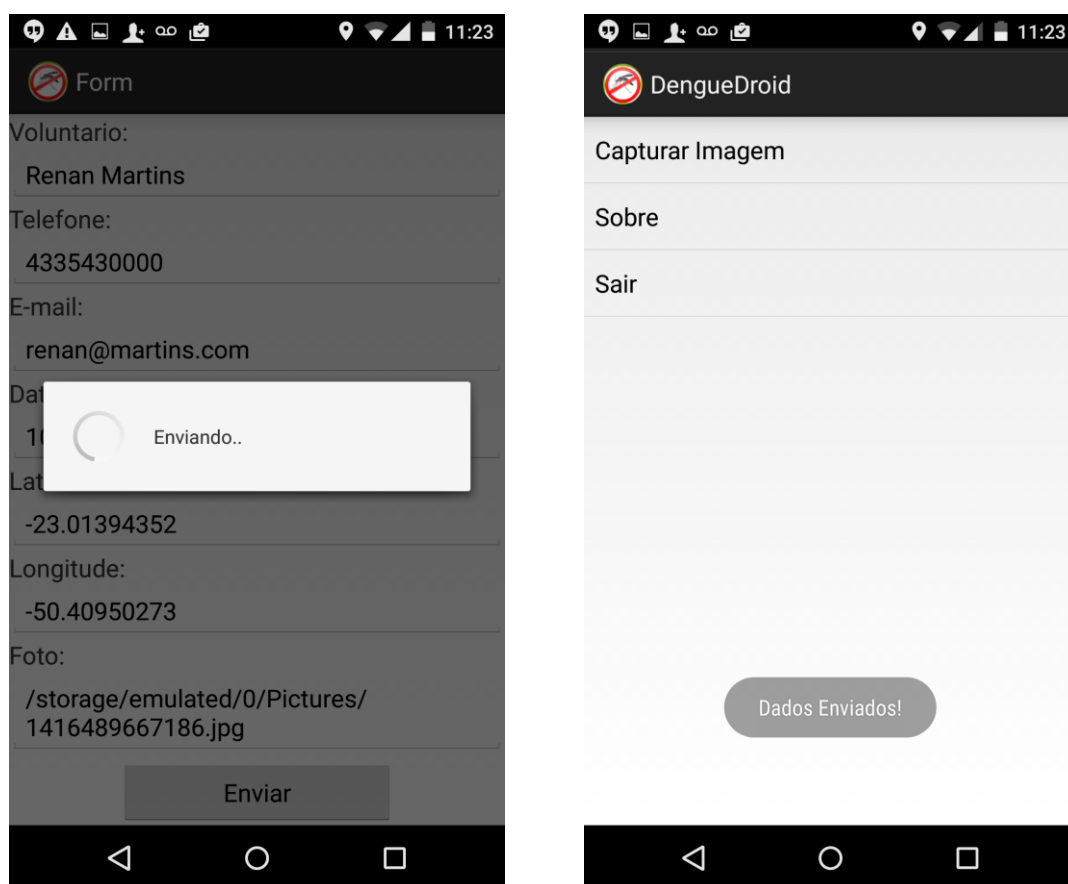 11:23
Form
Voluntario:
Renan Martins
Telefone:
4335430000
E-mail:
renan@martins.com
Enviando..
-23.01394352
Longitude:
-50.40950273
Foto:
/storage/emulated/0/Pictures/
1416489667186.jpg
Enviar
11:23
DengueDroid
Capturar Imagem
Sobre
Sair
Dados Enviados!